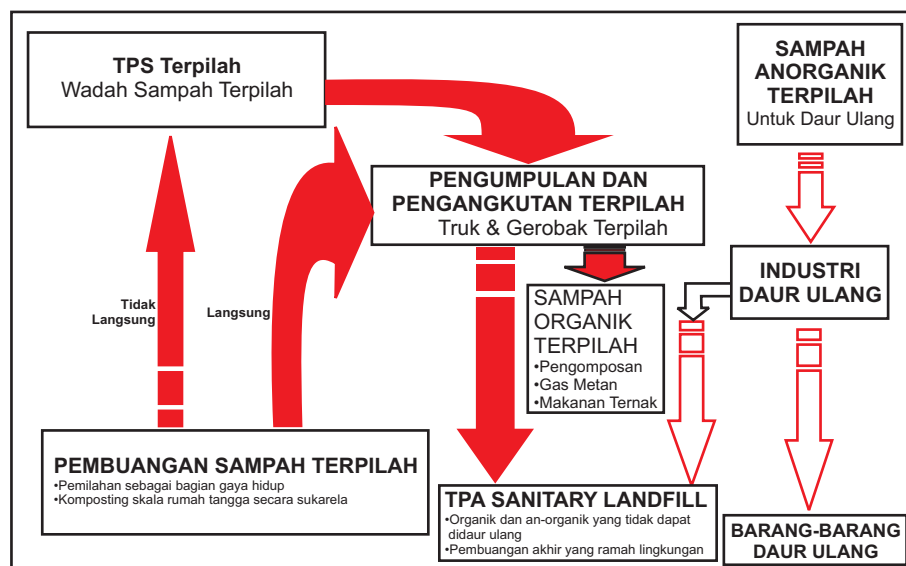 TPS Terpilah
Wadah Sampah Terpilah
SAMPAH
ANORGANIK
TERPILAH
Untuk Daur Ulang
PENGUMPULAN DAN
PENGANGKUTAN TERPILAH
Truk & Gerobak Terpilah
INDUSTRI
DAUR ULANG
Tidak
Langsung
Langsung
SAMPAH
ORGANIK
TERPILAH
•Pengomposan
•Gas Metan
•Makanan Ternak
PEMBUANGAN SAMPAH TERPILAH
•Pemilahan sebagai bagian gaya hidup
•Komposting skala rumah tangga secara sukarela
TPA SANITARY LANDFILL
•Organik dan an-organik yang tidak dapat
didaur ulang
•Pembuangan akhir yang ramah lingkungan
BARANG-BARANG
DAUR ULANG